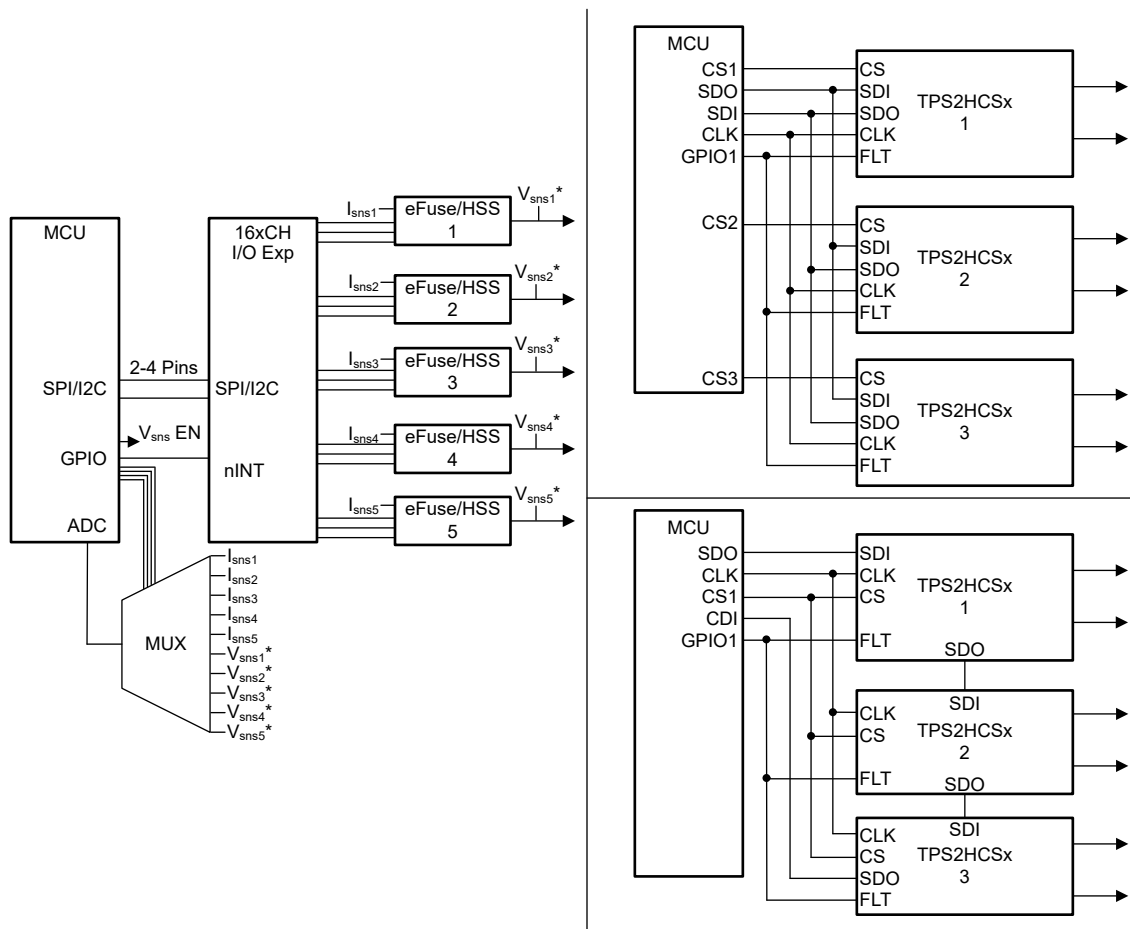 MCU
16xCH
I/O Exp
2-4 Pins
SPI/I2C
SPI/I2C
Vsns EN
GPIO
nINT
ADC
Isns1
eFuse/HSS
1
Vsns1*
Isns2
eFuse/HSS
2
Vsns2*
Isns3
eFuse/HSS
3
Vsns3*
Isns4
eFuse/HSS
4
Vsns4*
Isns5
eFuse/HSS
5
Vsns5*
MUX
Isns1
Isns2
Isns3
Isns4
Isns5
Vsns1*
Vsns2*
Vsns3*
Vsns4*
Vsns5*
MCU
CS1
SDO
SDI
CLK
GPIO1
CS2
CS3
CS
SDI
SDO
CLK
FLT
TPS2HCSx
1
CS
SDI
SDO
CLK
FLT
TPS2HCSx
2
CS
SDI
SDO
CLK
FLT
TPS2HCSx
3
MCU
SDO
CLK
CS1
CDI
GPIO1
SDI
CLK
CS
FLT
TPS2HCSx
1
SDO
SDI
CLK
CS
FLT
TPS2HCSx
2
SDO
SDI
CLK
CS
SDO
FLT
TPS2HCSx
3